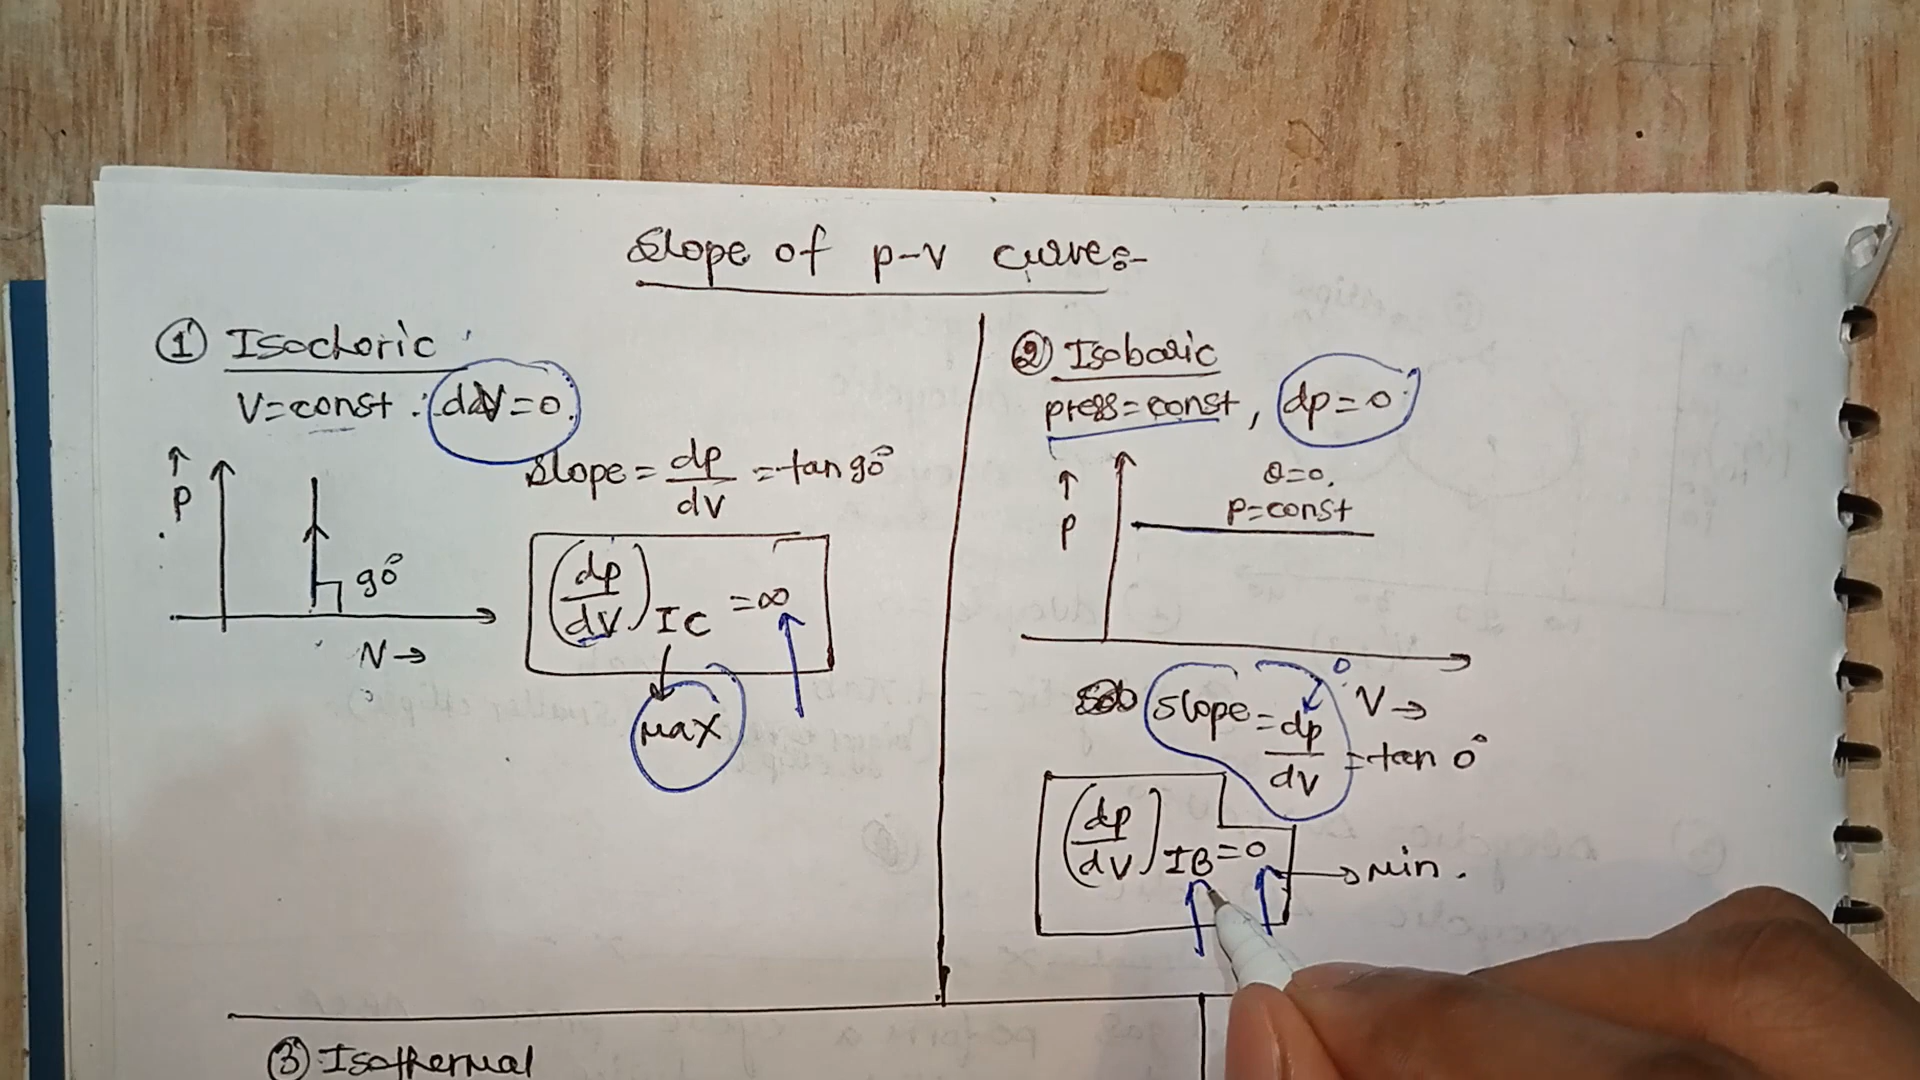 Slope of p-v curves:-
① Isochoric
V=const. dV=0.
↑
P
90°
V→
Slope = dp/dv = tan 90°
(dp/dv) IC = ∞
↓
Max
② Isobaric
press=const, dp=0
↑
P
θ=0.
P=const
V→
0
Slope = dp/dv = tan 0°
(dp/dv) IB = 0 → Min.
③ Isothermal